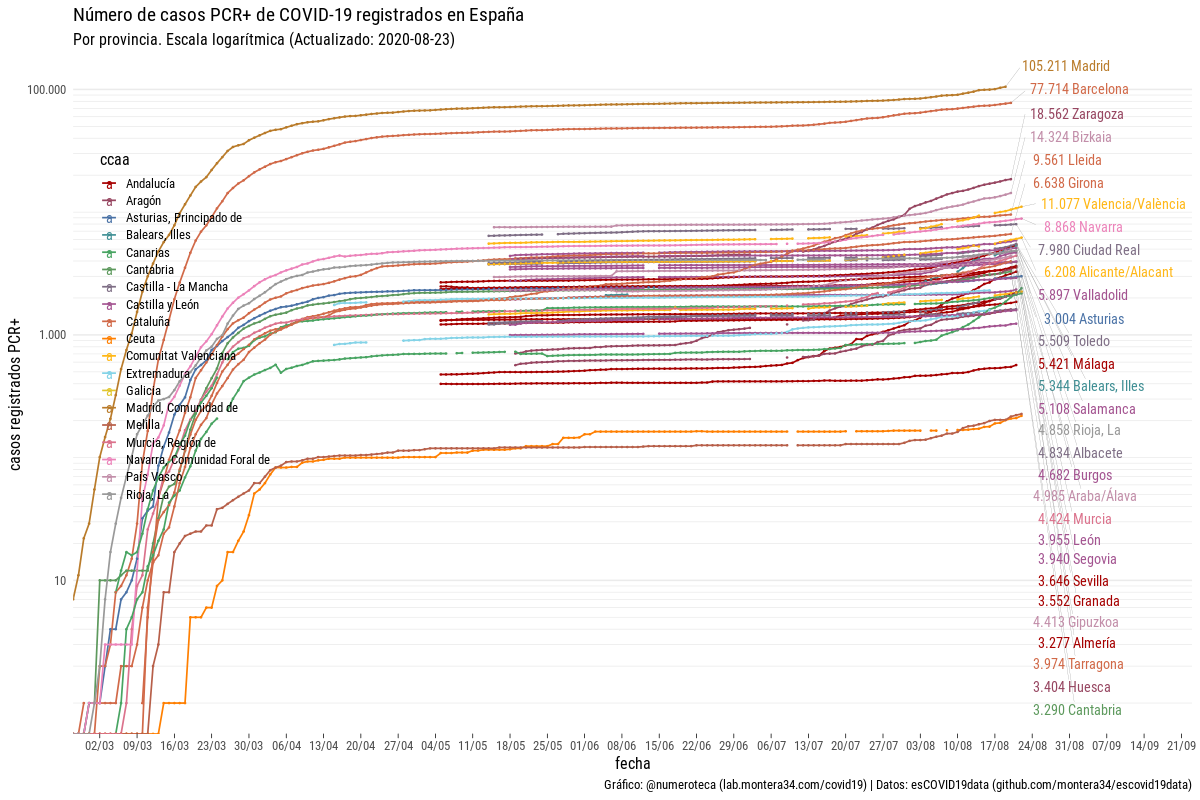 Número de casos PCR+ de COVID-19 registrados en España
Por provincia. Escala logarítmica (Actualizado: 2020-08-23)
casos registrados PCR+
100.000
1.000
10
ccaa
Andalucía
Aragón
Asturias, Principado de
Balears, Illes
Canarias
Cantabria
Castilla - La Mancha
Castilla y León
Cataluña
Ceuta
Comunitat Valenciana
Extremadura
Galicia
Madrid, Comunidad de
Melilla
Murcia, Región de
Navarra, Comunidad Foral de
País Vasco
Rioja, La
105.211 Madrid
77.714 Barcelona
18.562 Zaragoza
14.324 Bizkaia
9.561 Lleida
6.638 Girona
11.077 Valencia/València
8.868 Navarra
7.980 Ciudad Real
6.208 Alicante/Alacant
5.897 Valladolid
3.004 Asturias
5.509 Toledo
5.421 Málaga
5.344 Balears, Illes
5.108 Salamanca
4.858 Rioja, La
4.834 Albacete
4.682 Burgos
4.985 Araba/Álava
4.424 Murcia
3.955 León
3.940 Segovia
3.646 Sevilla
3.552 Granada
4.413 Gipuzkoa
3.277 Almería
3.974 Tarragona
3.404 Huesca
3.290 Cantabria
02/03 09/03 16/03 23/03 30/03 06/04 13/04 20/04 27/04 04/05 11/05 18/05 25/05 01/06 08/06 15/06 22/06 29/06 06/07 13/07 20/07 27/07 03/08 10/08 17/08 24/08 31/08 07/09 14/09 21/09
fecha
Gráfico: @numeroteca (lab.montera34.com/covid19) | Datos: esCOVID19data (github.com/montera34/escovid19data)